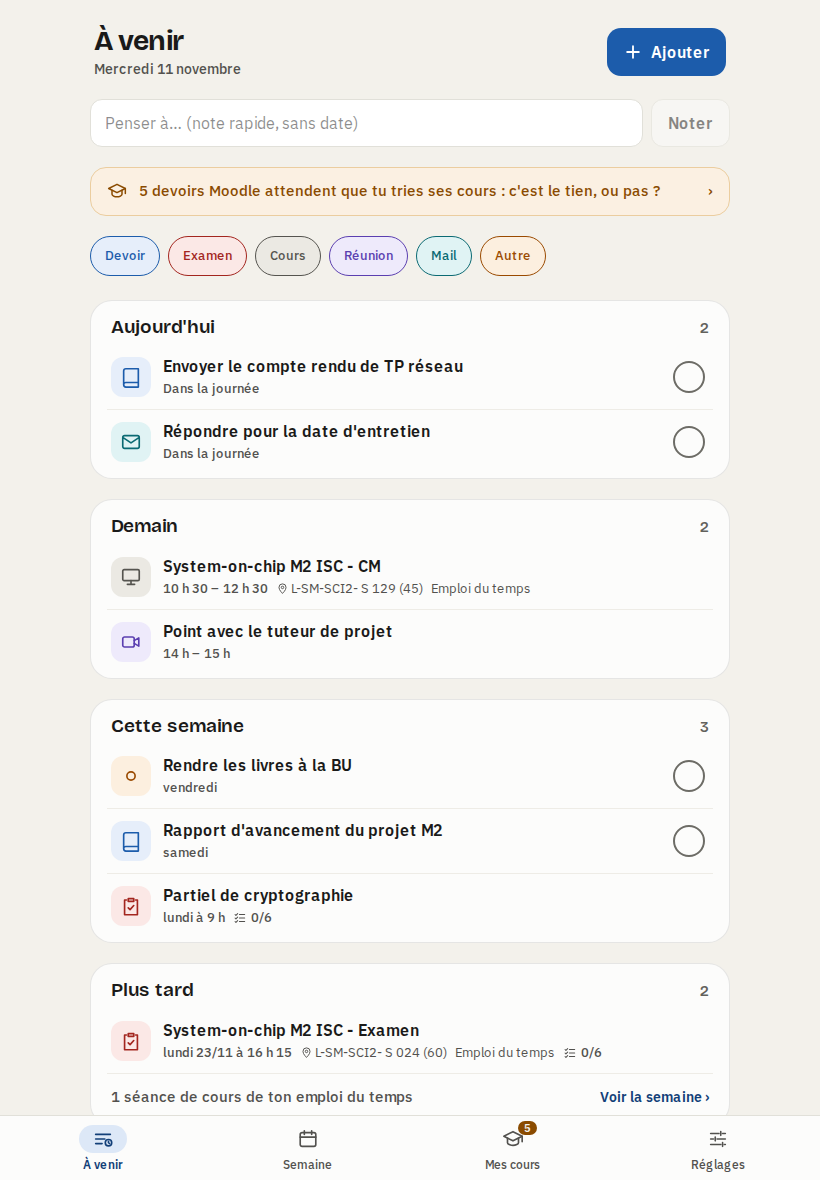 À venir
Mercredi 11 novembre
Ajouter
Penser à... (note rapide, sans date)
Noter
5 devoirs Moodle attendent que tu tries ses cours : c'est le tien, ou pas ?
Devoir
Examen
Cours
Réunion
Mail
Autre
Aujourd'hui
2
Envoyer le compte rendu de TP réseau
Dans la journée
Répondre pour la date d'entretien
Dans la journée
Demain
2
System-on-chip M2 ISC - CM
10 h 30 – 12 h 30 L-SM-SCI2- S 129 (45) Emploi du temps
Point avec le tuteur de projet
14 h – 15 h
Cette semaine
3
Rendre les livres à la BU
vendredi
Rapport d'avancement du projet M2
samedi
Partiel de cryptographie
lundi à 9 h 0/6
Plus tard
2
System-on-chip M2 ISC - Examen
lundi 23/11 à 16 h 15 L-SM-SCI2- S 024 (60) Emploi du temps 0/6
1 séance de cours de ton emploi du temps
Voir la semaine ›
5
À venir
Semaine
Mes cours
Réglages